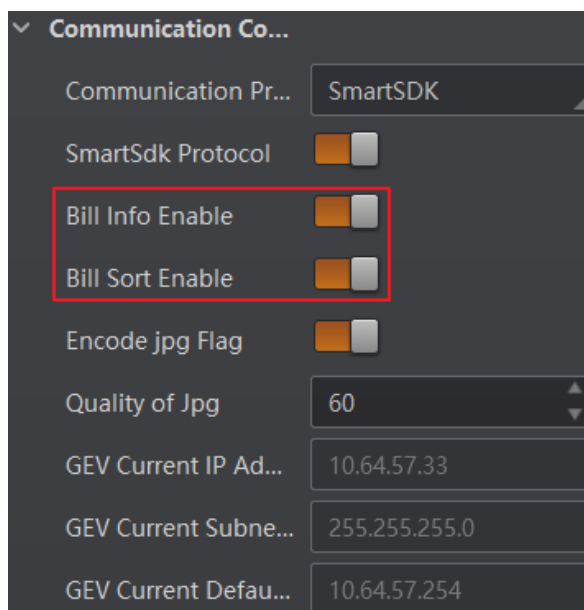 Communication Co...
Communication Pr... SmartSDK
SmartSdk Protocol
Bill Info Enable
Bill Sort Enable
Encode jpg Flag
Quality of Jpg 60
GEV Current IP Ad... 10.64.57.33
GEV Current Subne... 255.255.255.0
GEV Current Defau... 10.64.57.254